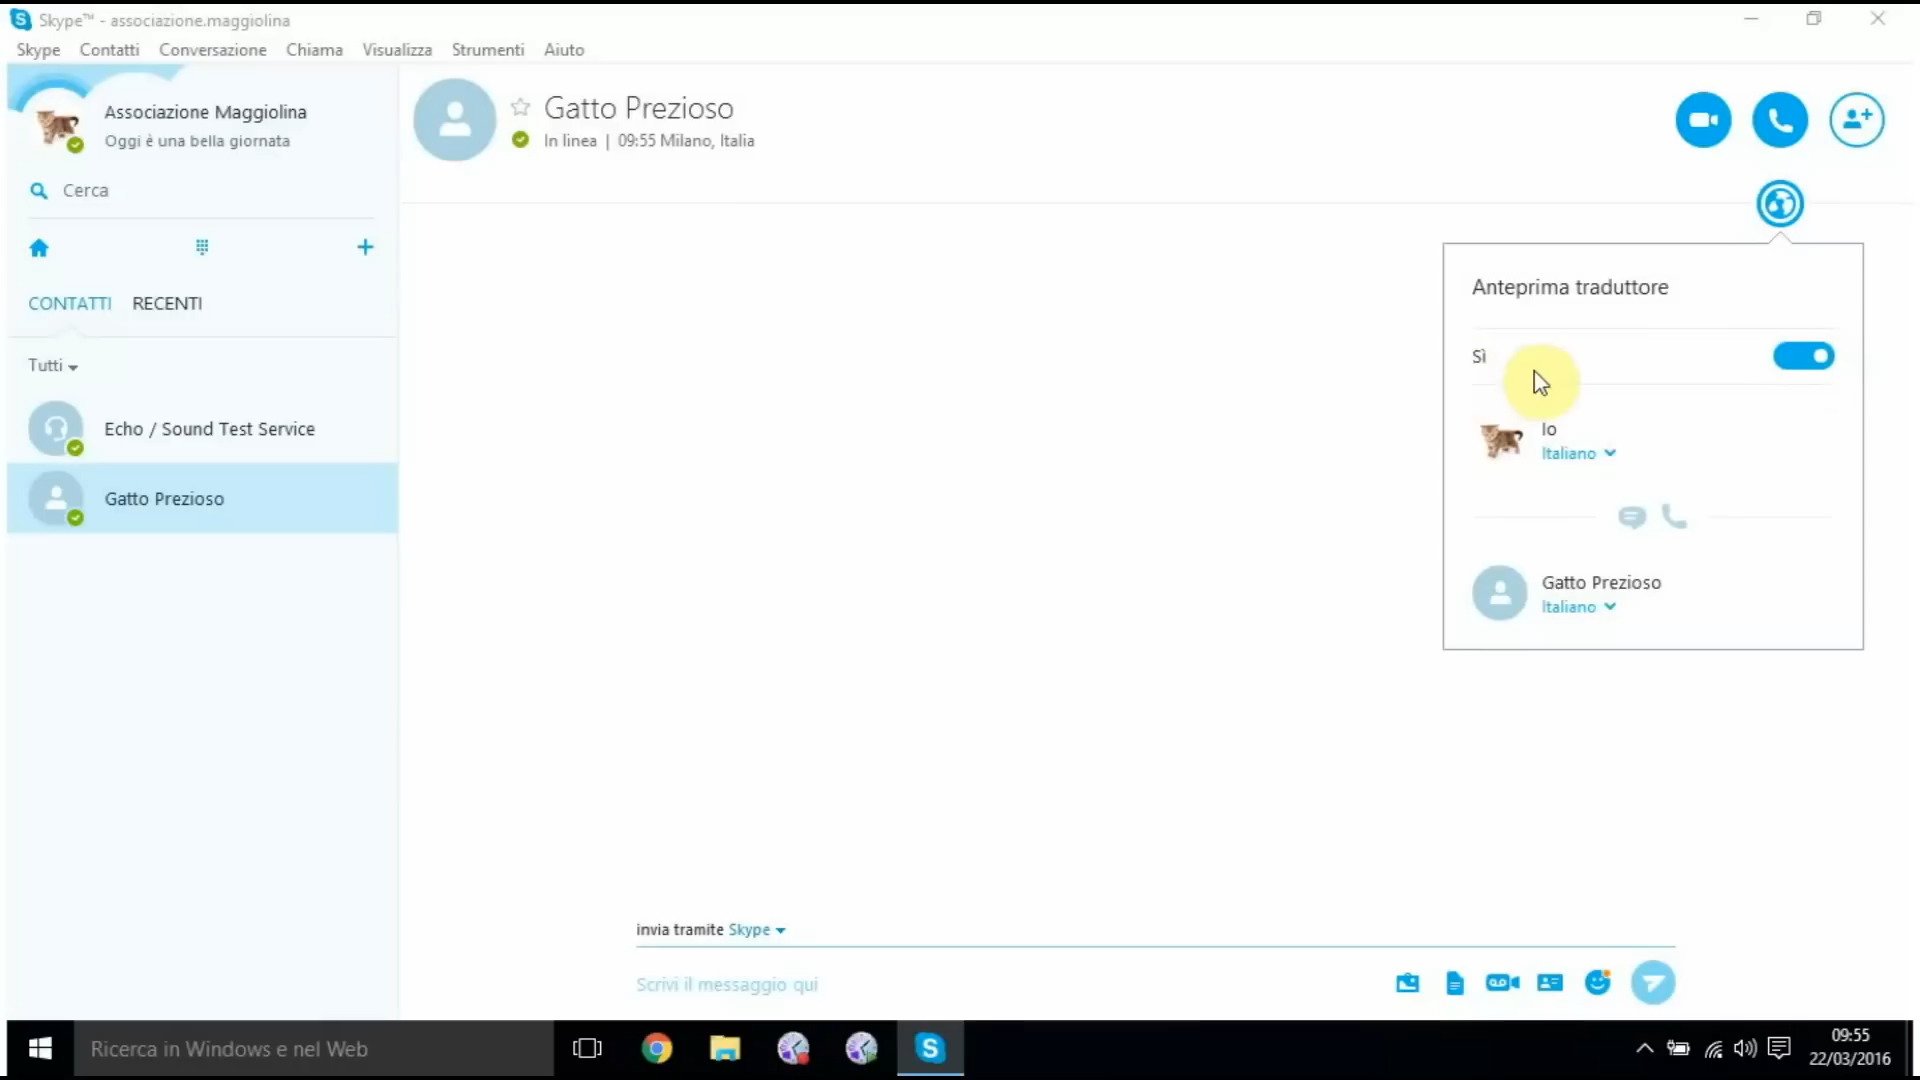 Skype™ - associazione.maggiolina
Skype Contatti Conversazione Chiama Visualizza Strumenti Aiuto
Associazione Maggiolina
Oggi è una bella giornata
Cerca
CONTATTI RECENTI
Tutti
Echo / Sound Test Service
Gatto Prezioso
Gatto Prezioso
In linea | 09:55 Milano, Italia
Anteprima traduttore
Sì
Io
Italiano
Gatto Prezioso
Italiano
invia tramite Skype
Scrivi il messaggio qui
Ricerca in Windows e nel Web
09:55
22/03/2016